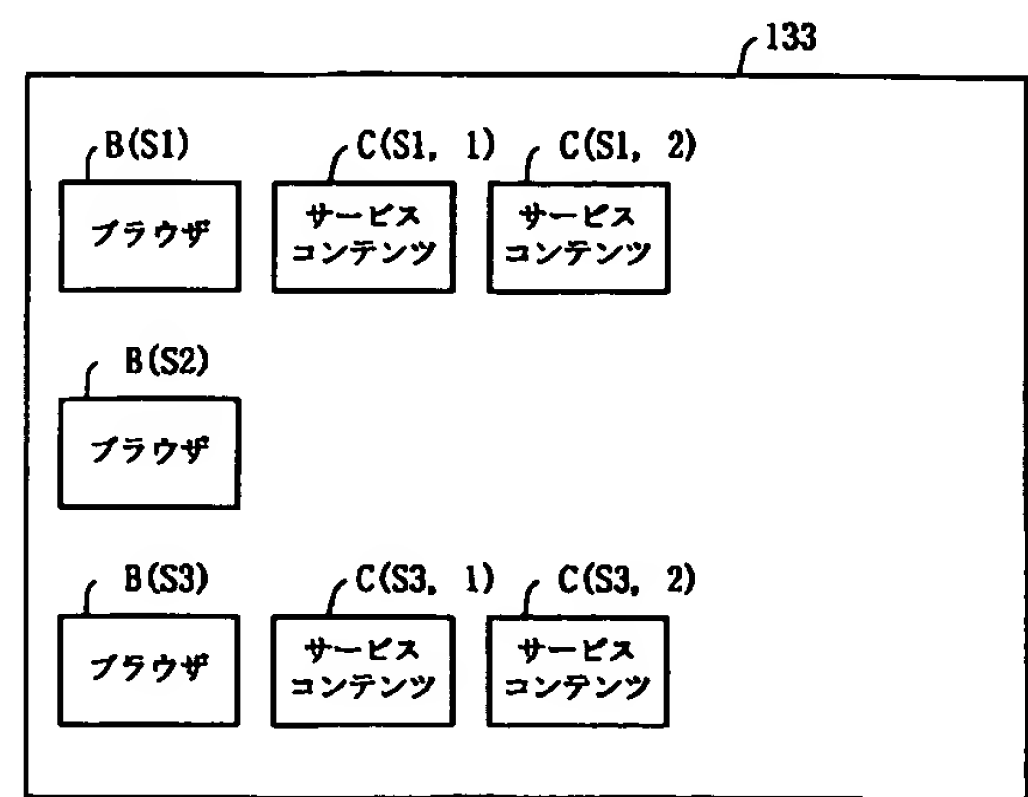 133
B(S1)
C(S1, 1)
C(S1, 2)
ブラウザ
サービス
コンテンツ
サービス
コンテンツ
B(S2)
ブラウザ
B(S3)
C(S3, 1)
C(S3, 2)
ブラウザ
サービス
コンテンツ
サービス
コンテンツ